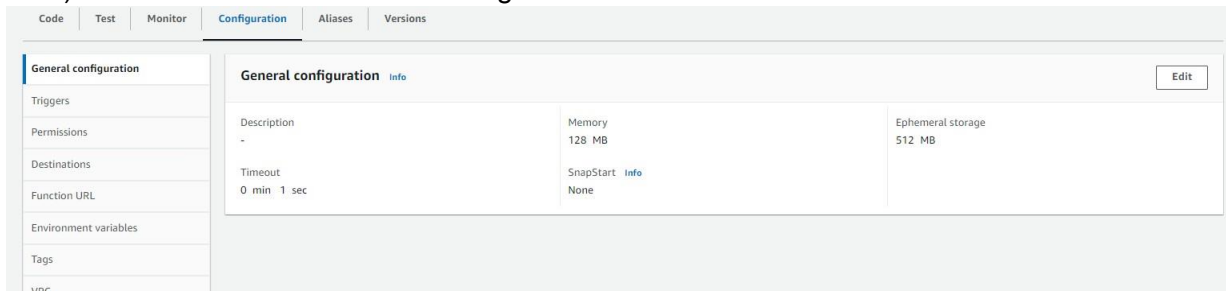 Code Test Monitor Configuration Aliases Versions
General configuration
Triggers
Permissions
Destinations
Function URL
Environment variables
Tags
General configuration Info
Edit
Description
-
Memory
128 MB
Ephemeral storage
512 MB
Timeout
0 min 1 sec
SnapStart Info
None